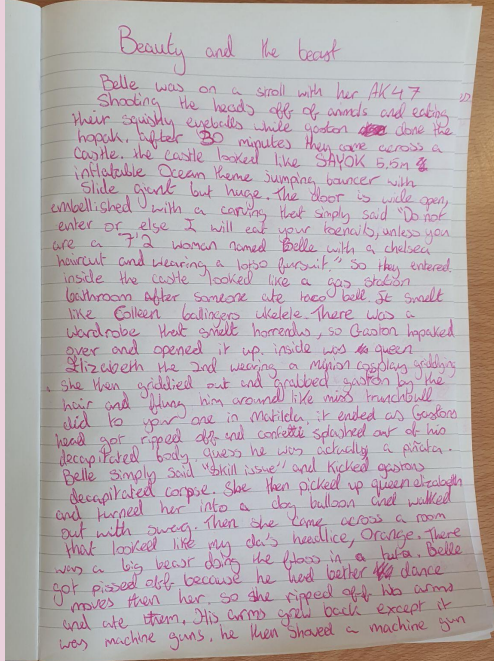 Beauty and the beast
Belle was on a scroll with her AK47
Shooting the heads off of animals and eating
their squishy eyeballs while gaston done the
hopak. after 30 minutes they came across a
castle. the castle looked like SAYOK 5.5m
inflatable Ocean theme jumping bouncer with
Slide giant but huge. The door is wide open,
embellished with a carving that simply said "Do not
enter or else I will eat your toenails, unless you
are a 7'2 woman named Belle with a chelsea
haircut and wearing a lotso fursuit." So they entered.
inside the castle looked like a gas station
bathroom after someone ate taco bell. It smelt
like Colleen ballingers ukelele. There was a
wardrobe that smelt horrendus, so Gaston hopaked
over and opened it up. inside was queen
Elizabeth the 2nd wearing a minion cosplay griddying
. she then griddied out and grabbed gaston by the
hair and flung him around like miss trunchbull
did to your one in Matilda, it ended as Gastons
head got ripped off and confetti splashed out of his
decapitated body, guess he was actually a piñata.
Belle simply said "skill issue" and kicked gastons
decapitated corpse. She then picked up queen elizabeth
and turned her into a dog balloon and walked
out with swag. Then she came across a room
that looked like my da's headlice, Orange. There
was a big beast doing the floss in a tutu. Belle
got pissed off because he had better dance
moves then her. so she ripped off his arms
and ate them. His arms grew back except it
was machine guns. he then shoved a machine gun